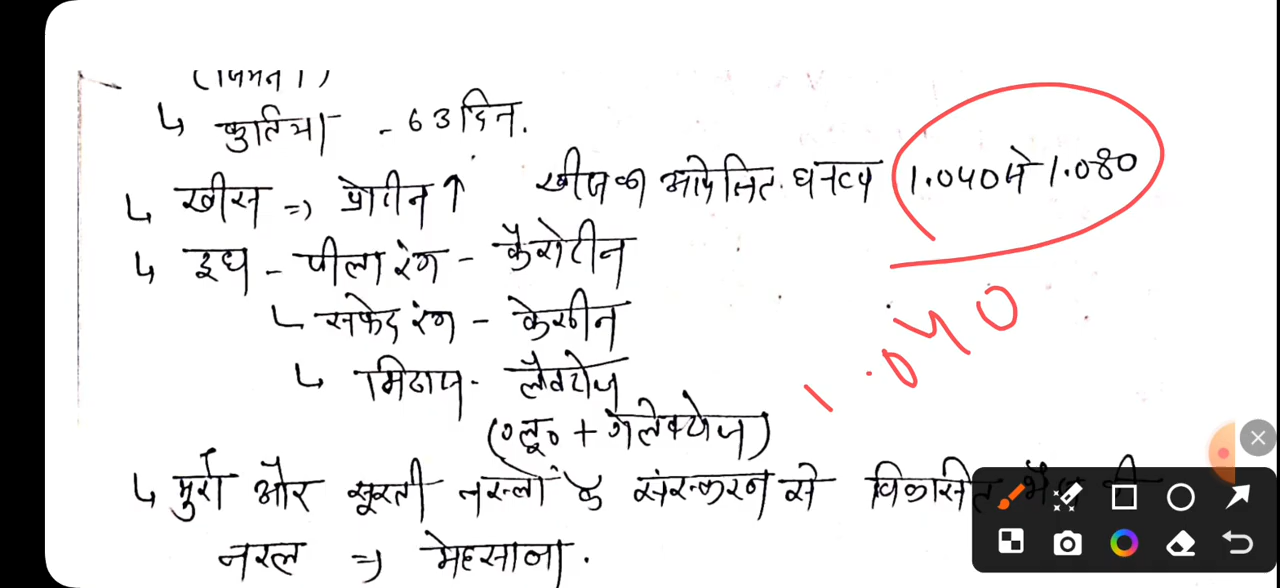 ↳ कुतिया - 63 दिन.
↳ खीस => प्रोटीन ↑ खीस का आपेक्षित घनत्व 1.040 से 1.080
↳ दूध - पीला रंग - कैरोटीन
↳ सफेद रंग - केसीन
↳ मिठास - लैक्टोज
(ग्लू० + गेलेक्टोज)
1.040
↳ मुर्रा और सूरती नस्लों के संस्करण से विकसित
नस्ल => मेहसाना.